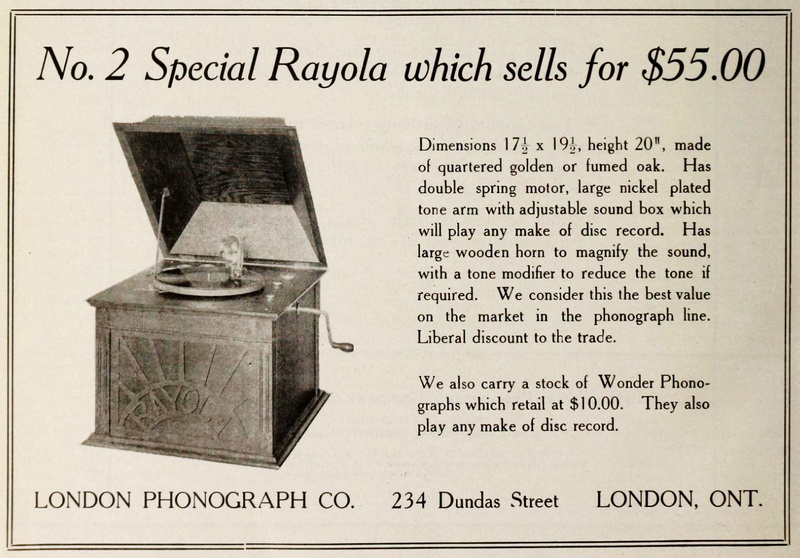 No. 2 Special Rayola which sells for $55.00
Dimensions 17½ x 19½, height 20", made
of quartered golden or fumed oak. Has
double spring motor, large nickel plated
tone arm with adjustable sound box which
will play any make of disc record. Has
large wooden horn to magnify the sound,
with a tone modifier to reduce the tone if
required. We consider this the best value
on the market in the phonograph line.
Liberal discount to the trade.
We also carry a stock of Wonder Phono-
graphs which retail at $10.00. They also
play any make of disc record.
RAYOLA
LONDON PHONOGRAPH CO. 234 Dundas Street LONDON, ONT.